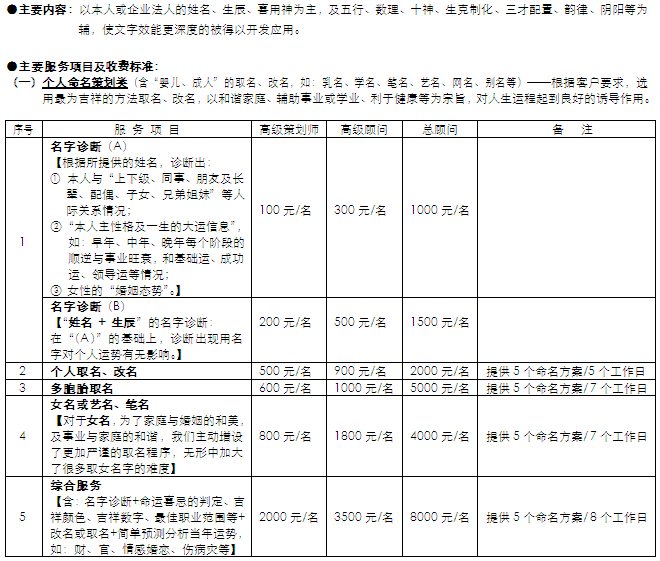 ●主要内容：以本人或企业法人的姓名、生辰、喜用神为主，及五行、数理、十神、生克制化、三才配置、韵律、阴阳等为
辅，使文字效能更深度的被得以开发应用。
●主要服务项目及收费标准：
（一）个人命名策划类（含“婴儿、成人”的取名、改名，如：乳名、学名、笔名、艺名、网名、别名等）——根据客户要求，选
用最为吉祥的方法取名、改名，以和谐家庭、辅助事业或学业、利于健康等为宗旨，对人生运程起到良好的诱导作用。
序号 服 务 项 目 高级策划师 高级顾问 总顾问 备 注
1
名字诊断（A）
【根据所提供的姓名，诊断出：
① 本人与“上下级、同事、朋友及长
辈、配偶、子女、兄弟姐妹”等人
际关系情况；
②“本人主性格及一生的大运信息”，
如：早年、中年、晚年每个阶段的
顺逆与事业旺衰，和基础运、成功
运、领导运等情况；
③ 女性的“婚姻态势”。】
100 元/名 300 元/名 1000 元/名
名字诊断（B）
【“姓名 + 生辰”的名字诊断：
在“（A）”的基础上，诊断出现用名
字对个人运势有无影响。】
200 元/名 500 元/名 1500 元/名
2 个人取名、改名 500 元/名 900 元/名 2000 元/名 提供 5 个命名方案/5 个工作日
3 多胞胎取名 600 元/名 1000 元/名 5000 元/名 提供 5 个命名方案/7 个工作日
4
女名或艺名、笔名
【对于女名，为了家庭与婚姻的和美，
及事业与家庭的和谐，我们主动增设
了更加严谨的取名程序，无形中加大
了很多取女名字的难度】
800 元/名 1800 元/名 4000 元/名 提供 5 个命名方案/7 个工作日
5
综合服务
【含：名字诊断+命运喜忌的判定、吉
祥颜色、吉祥数字、最佳职业范围等+
改名或取名+简单预测分析当年运势，
如：财、官、情感婚恋、伤病灾等】
2000 元/名 3500 元/名 8000 元/名 提供 5 个命名方案/8 个工作日